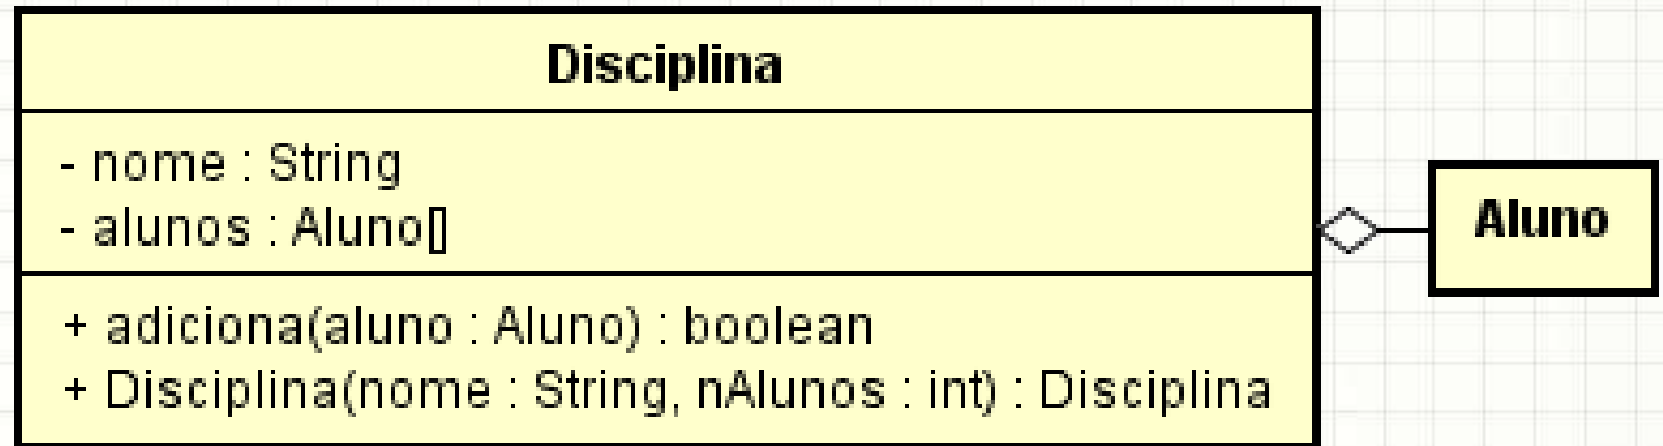 Disciplina
- nome : String
- alunos : Aluno[]
+ adiciona(aluno : Aluno) : boolean
+ Disciplina(nome : String, nAlunos : int) : Disciplina
Aluno